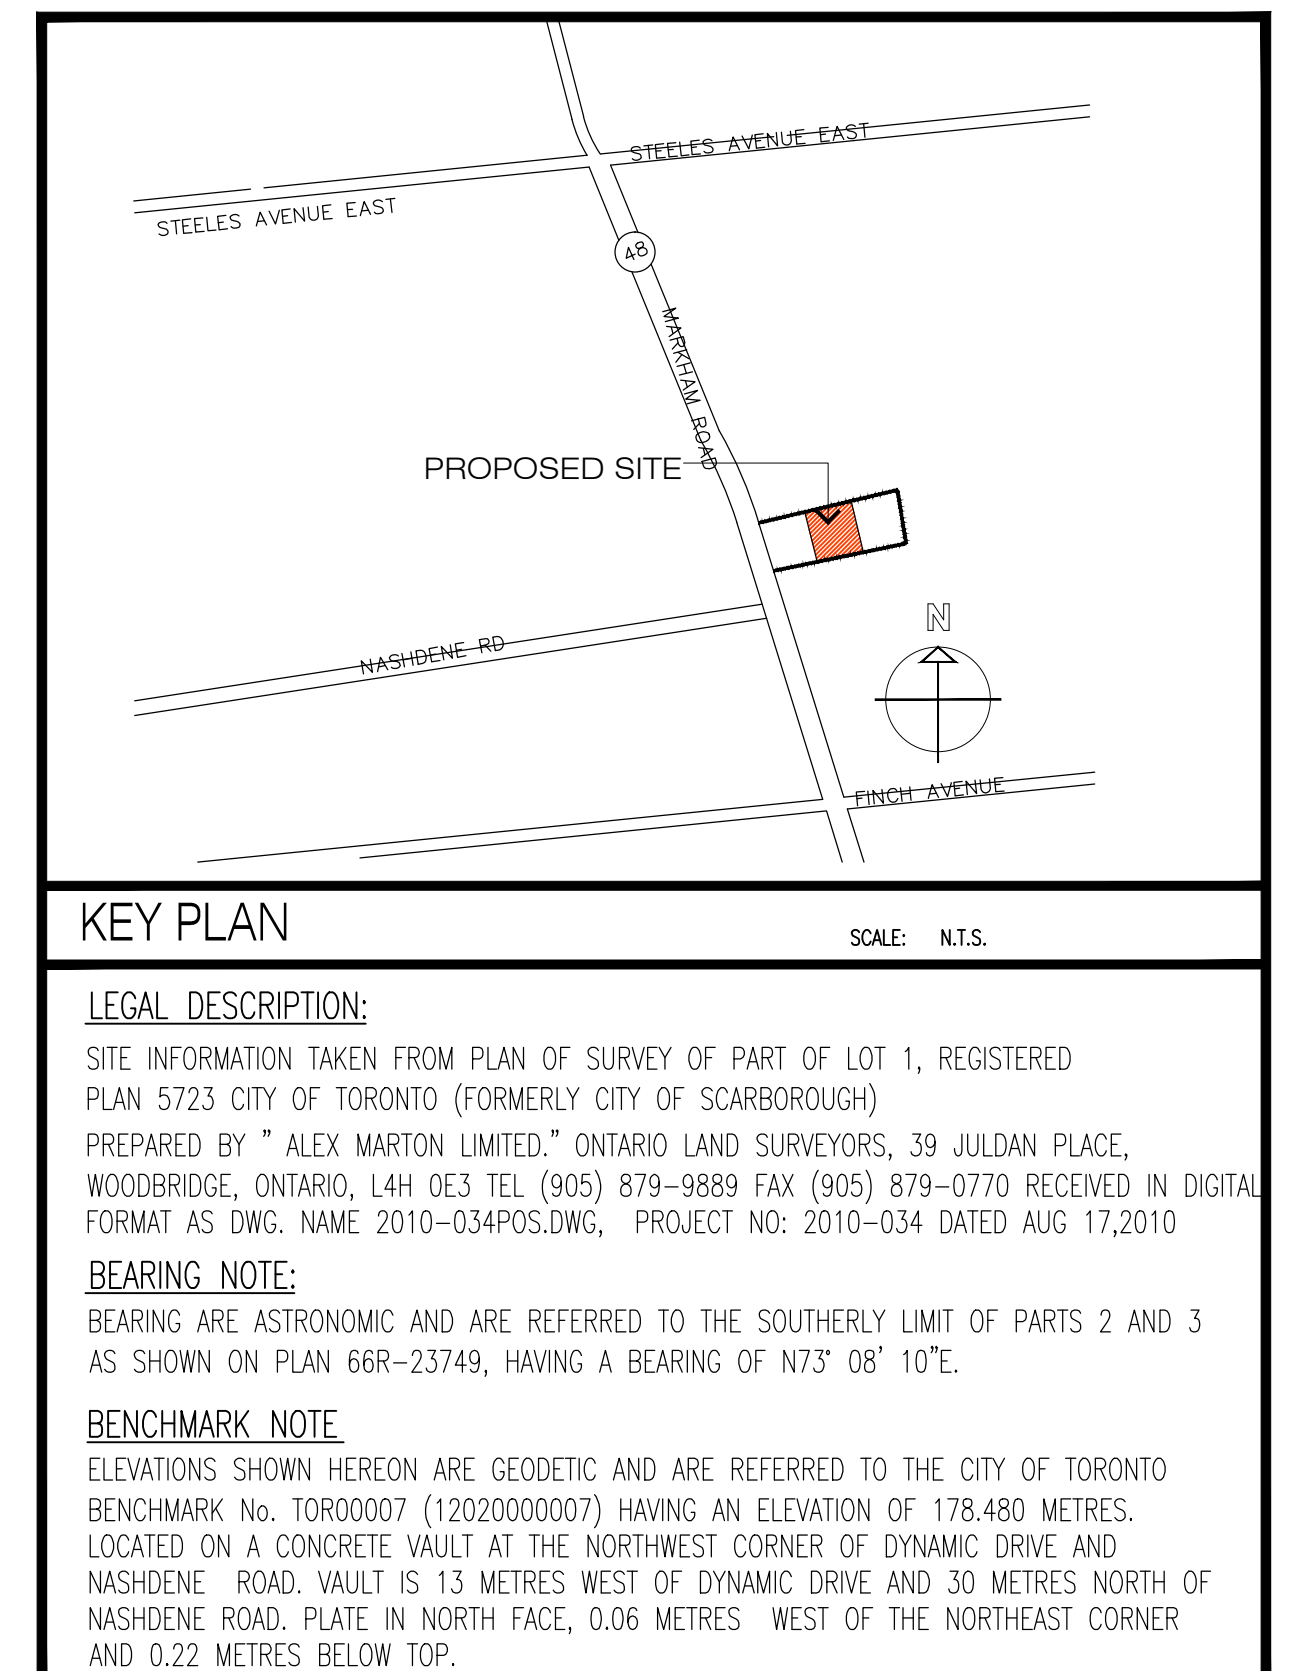 STEELES AVENUE EAST
STEELES AVENUE EAST
48
MARKHAM ROAD
PROPOSED SITE
N
NASHDENE RD
FINCH AVENUE
KEY PLAN
SCALE: N.T.S.
LEGAL DESCRIPTION:
SITE INFORMATION TAKEN FROM PLAN OF SURVEY OF PART OF LOT 1, REGISTERED
PLAN 5723 CITY OF TORONTO (FORMERLY CITY OF SCARBOROUGH)
PREPARED BY " ALEX MARTON LIMITED." ONTARIO LAND SURVEYORS, 39 JULDAN PLACE,
WOODBRIDGE, ONTARIO, L4H 0E3 TEL (905) 879-9889 FAX (905) 879-0770 RECEIVED IN DIGITAL
FORMAT AS DWG. NAME 2010-034POS.DWG, PROJECT NO: 2010-034 DATED AUG 17,2010
BEARING NOTE:
BEARING ARE ASTRONOMIC AND ARE REFERRED TO THE SOUTHERLY LIMIT OF PARTS 2 AND 3
AS SHOWN ON PLAN 66R-23749, HAVING A BEARING OF N73° 08' 10"E.
BENCHMARK NOTE
ELEVATIONS SHOWN HEREON ARE GEODETIC AND ARE REFERRED TO THE CITY OF TORONTO
BENCHMARK No. TOR00007 (12020000007) HAVING AN ELEVATION OF 178.480 METRES.
LOCATED ON A CONCRETE VAULT AT THE NORTHWEST CORNER OF DYNAMIC DRIVE AND
NASHDENE ROAD. VAULT IS 13 METRES WEST OF DYNAMIC DRIVE AND 30 METRES NORTH OF
NASHDENE ROAD. PLATE IN NORTH FACE, 0.06 METRES WEST OF THE NORTHEAST CORNER
AND 0.22 METRES BELOW TOP.